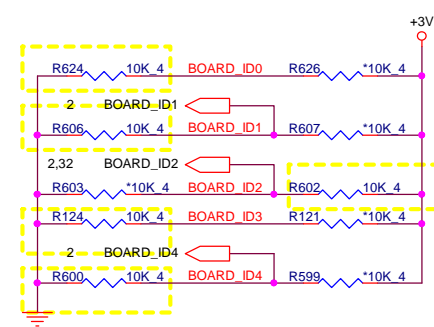 +3V
R624 10K_4 BOARD_ID0 R626 *10K_4
2 BOARD_ID1
R606 10K_4 BOARD_ID1 R607 *10K_4
2,32 BOARD_ID2
R603 *10K_4 BOARD_ID2 R602 10K_4
R124 10K_4 BOARD_ID3 R121 *10K_4
2 BOARD_ID4
R600 10K_4 BOARD_ID4 R599 *10K_4